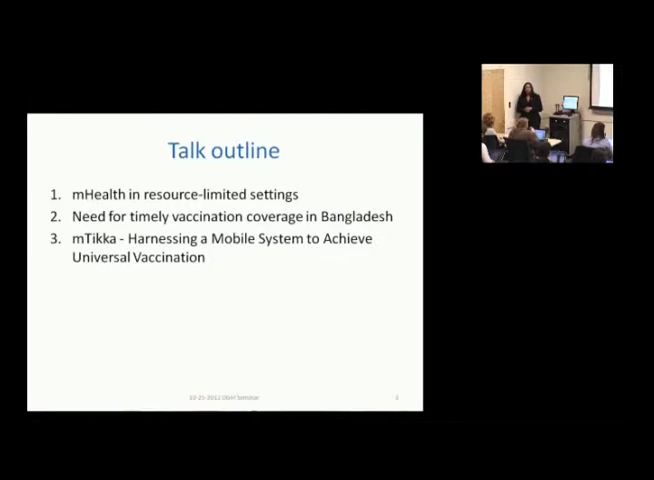 Talk outline
1. mHealth in resource-limited settings
2. Need for timely vaccination coverage in Bangladesh
3. mTikka - Harnessing a Mobile System to Achieve
Universal Vaccination
Seminar